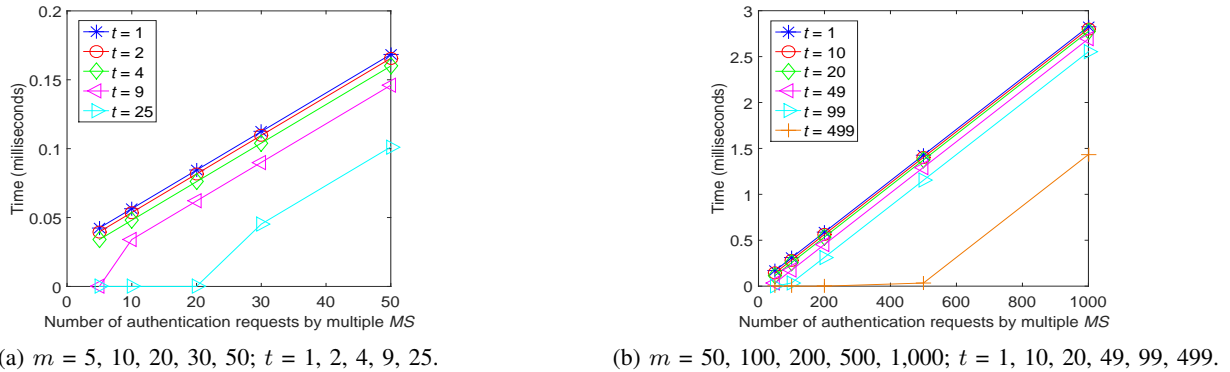 0.2
0.15
0.1
0.05
0
Time (milliseconds)
t = 1
t = 2
t = 4
t = 9
t = 25
0 10 20 30 40 50
Number of authentication requests by multiple MS
(a) m = 5, 10, 20, 30, 50; t = 1, 2, 4, 9, 25.
3
2.5
2
1.5
1
0.5
0
Time (milliseconds)
t = 1
t = 10
t = 20
t = 49
t = 99
t = 499
0 200 400 600 800 1000
Number of authentication requests by multiple MS
(b) m = 50, 100, 200, 500, 1,000; t = 1, 10, 20, 49, 99, 499.